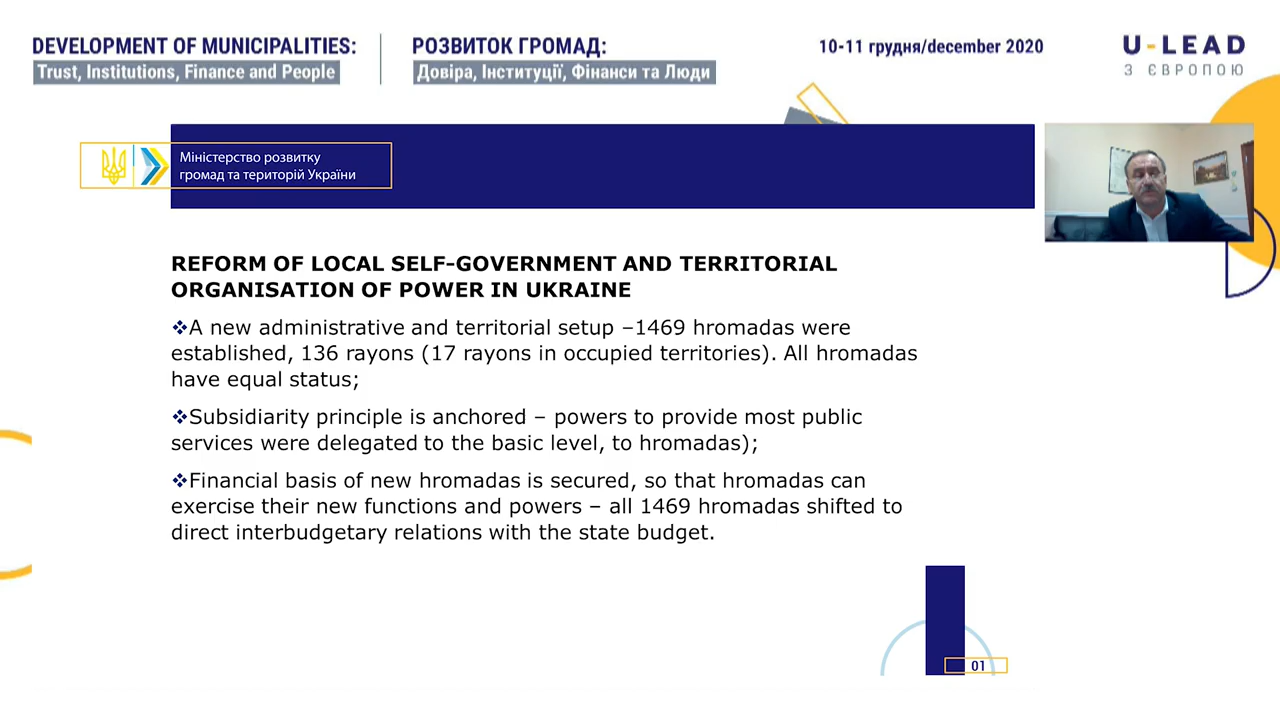 DEVELOPMENT OF MUNICIPALITIES:
Trust, Institutions, Finance and People
РОЗВИТОК ГРОМАД:
Довіра, Інституції, Фінанси та Люди
10-11 грудня/december 2020
U-LEAD
З ЄВРОПОЮ
Міністерство розвитку
громад та територій України
REFORM OF LOCAL SELF-GOVERNMENT AND TERRITORIAL
ORGANISATION OF POWER IN UKRAINE
❖A new administrative and territorial setup –1469 hromadas were
established, 136 rayons (17 rayons in occupied territories). All hromadas
have equal status;
❖Subsidiarity principle is anchored – powers to provide most public
services were delegated to the basic level, to hromadas);
❖Financial basis of new hromadas is secured, so that hromadas can
exercise their new functions and powers – all 1469 hromadas shifted to
direct interbudgetary relations with the state budget.
01